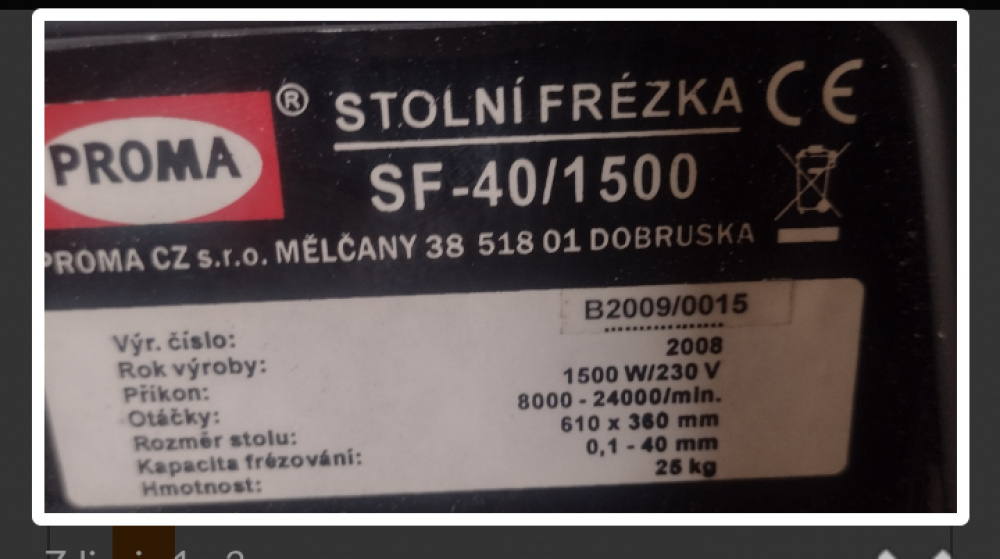 PROMA ® STOLNÍ FRÉZKA CE
SF-40/1500
PROMA CZ s.r.o. MĚLČANY 38 518 01 DOBRUSKA
Výr. číslo: B2009/0015
Rok výroby: 2008
Příkon: 1500 W/230 V
Otáčky: 8000 - 24000/min.
Rozměr stolu: 610 x 360 mm
Kapacita frézování: 0,1 - 40 mm
Hmotnost: 25 kg